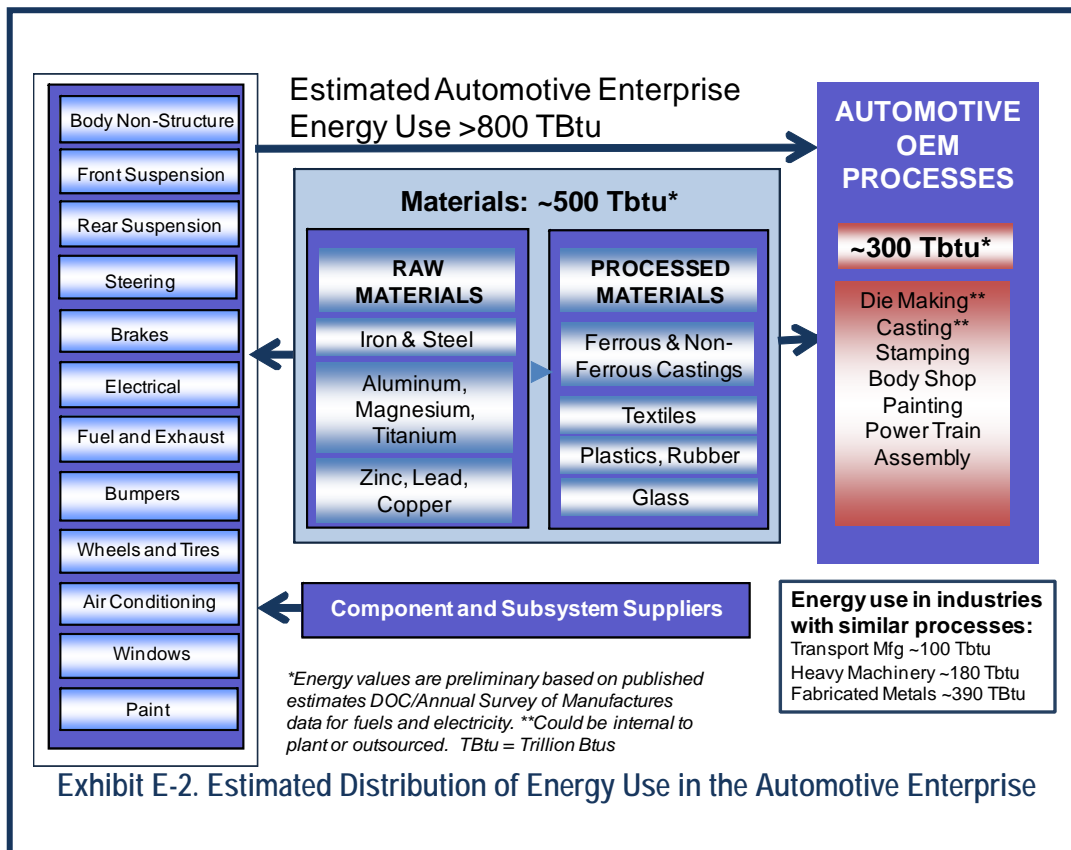 Body Non-Structure
Front Suspension
Rear Suspension
Steering
Brakes
Electrical
Fuel and Exhaust
Bumpers
Wheels and Tires
Air Conditioning
Windows
Paint
Estimated Automotive Enterprise
Energy Use >800 TBtu
Materials: ~500 Tbtu*
RAW
MATERIALS
Iron & Steel
Aluminum,
Magnesium,
Titanium
Zinc, Lead,
Copper
PROCESSED
MATERIALS
Ferrous & Non-
Ferrous Castings
Textiles
Plastics, Rubber
Glass
AUTOMOTIVE
OEM
PROCESSES
~300 Tbtu*
Die Making**
Casting**
Stamping
Body Shop
Painting
Power Train
Assembly
Component and Subsystem Suppliers
Energy use in industries
with similar processes:
Transport Mfg ~100 Tbtu
Heavy Machinery ~180 Tbtu
Fabricated Metals ~390 TBtu
*Energy values are preliminary based on published
estimates DOC/Annual Survey of Manufactures
data for fuels and electricity. **Could be internal to
plant or outsourced. TBtu = Trillion Btus
Exhibit E-2. Estimated Distribution of Energy Use in the Automotive Enterprise